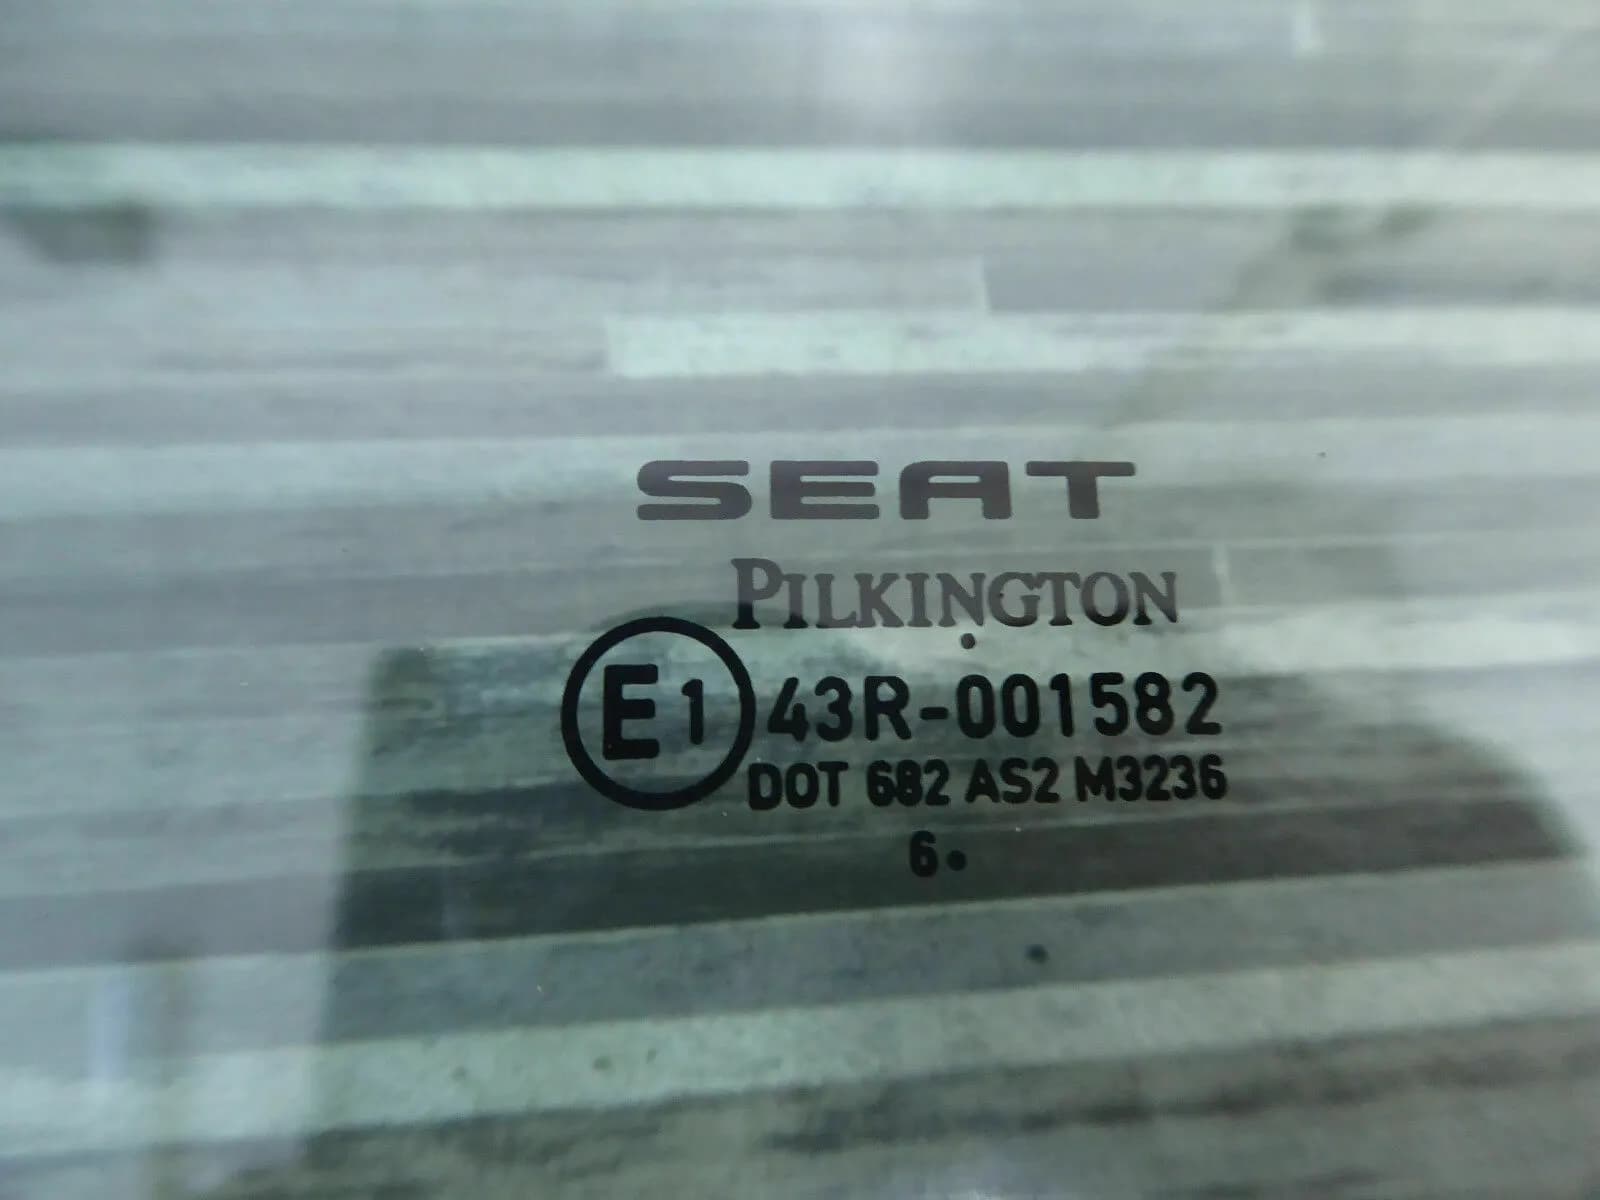 SEAT
PILKINGTON
E1 43R-001582
DOT 682 AS2 M3236
6•